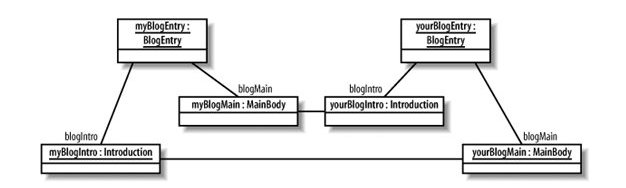 myBlogEntry :
BlogEntry
yourBlogEntry :
BlogEntry
blogMain
blogIntro
myBlogMain : MainBody
yourBlogIntro : Introduction
blogIntro
blogMain
myBlogIntro : Introduction
yourBlogMain : MainBody